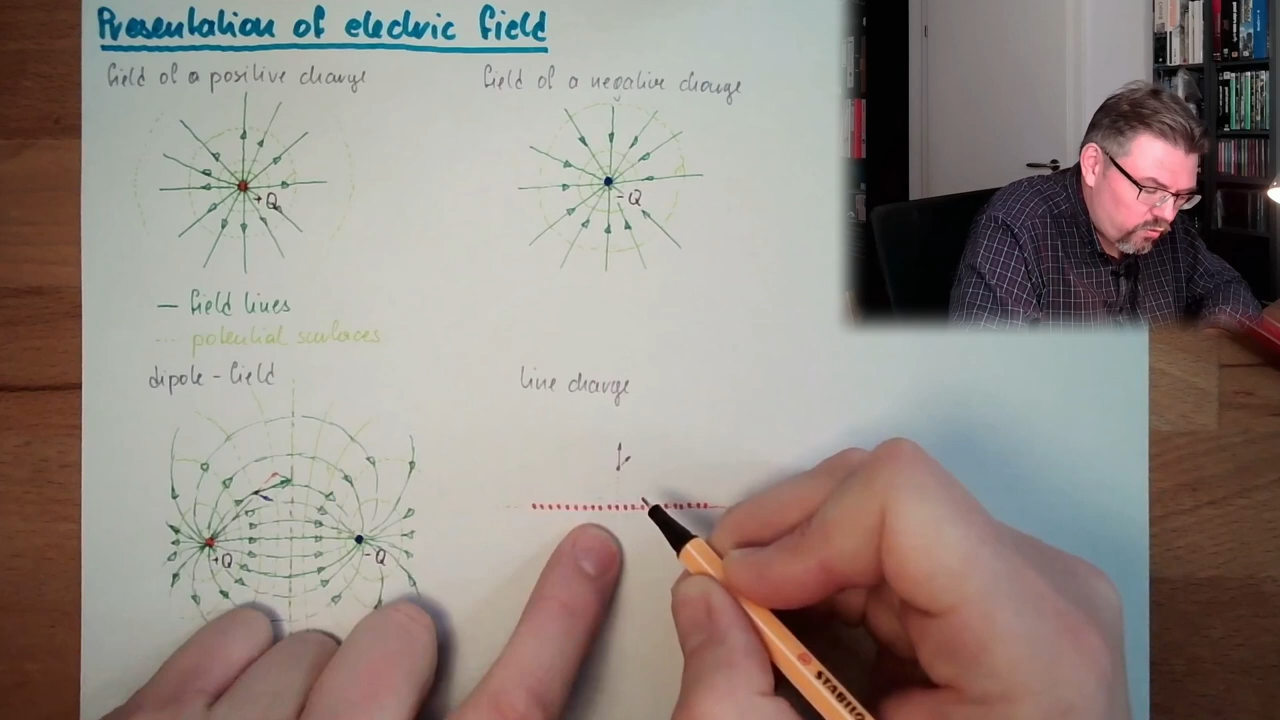 Presentation of electric field
field of a positive charge
field of a negative charge
+Q
-Q
— field lines
--- potential surfaces
dipole-field
line charge
+Q
-Q
STABILO